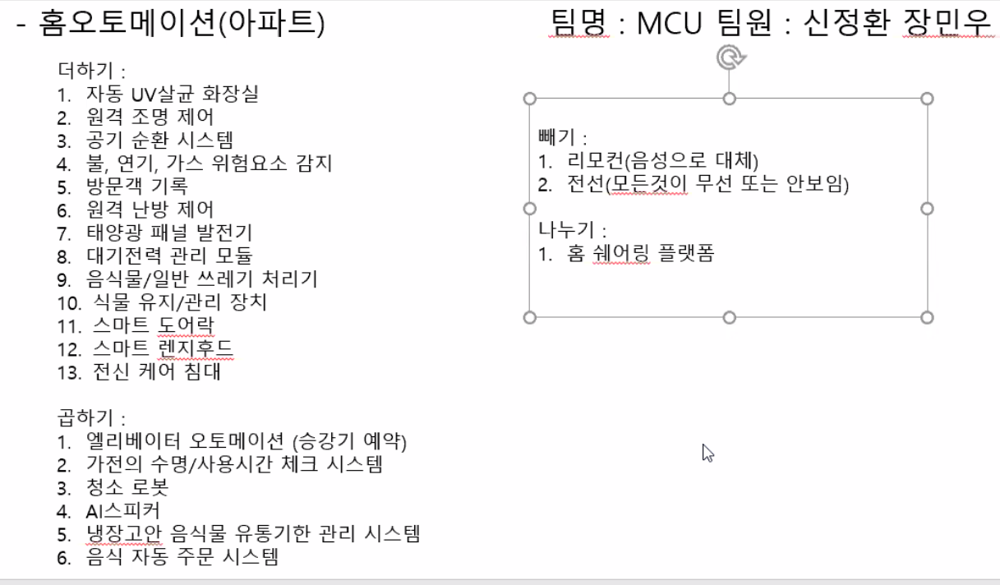 - 홈오토메이션(아파트)
팀명 : MCU 팀원 : 신정환 장민우
더하기 :
1. 자동 UV살균 화장실
2. 원격 조명 제어
3. 공기 순환 시스템
4. 불, 연기, 가스 위험요소 감지
5. 방문객 기록
6. 원격 난방 제어
7. 태양광 패널 발전기
8. 대기전력 관리 모듈
9. 음식물/일반 쓰레기 처리기
10. 식물 유지/관리 장치
11. 스마트 도어락
12. 스마트 렌지후드
13. 전신 케어 침대
곱하기 :
1. 엘리베이터 오토메이션 (승강기 예약)
2. 가전의 수명/사용시간 체크 시스템
3. 청소 로봇
4. AI스피커
5. 냉장고안 음식물 유통기한 관리 시스템
6. 음식 자동 주문 시스템
빼기 :
1. 리모컨(음성으로 대체)
2. 전선(모든것이 무선 또는 안보임)
나누기 :
1. 홈 쉐어링 플랫폼